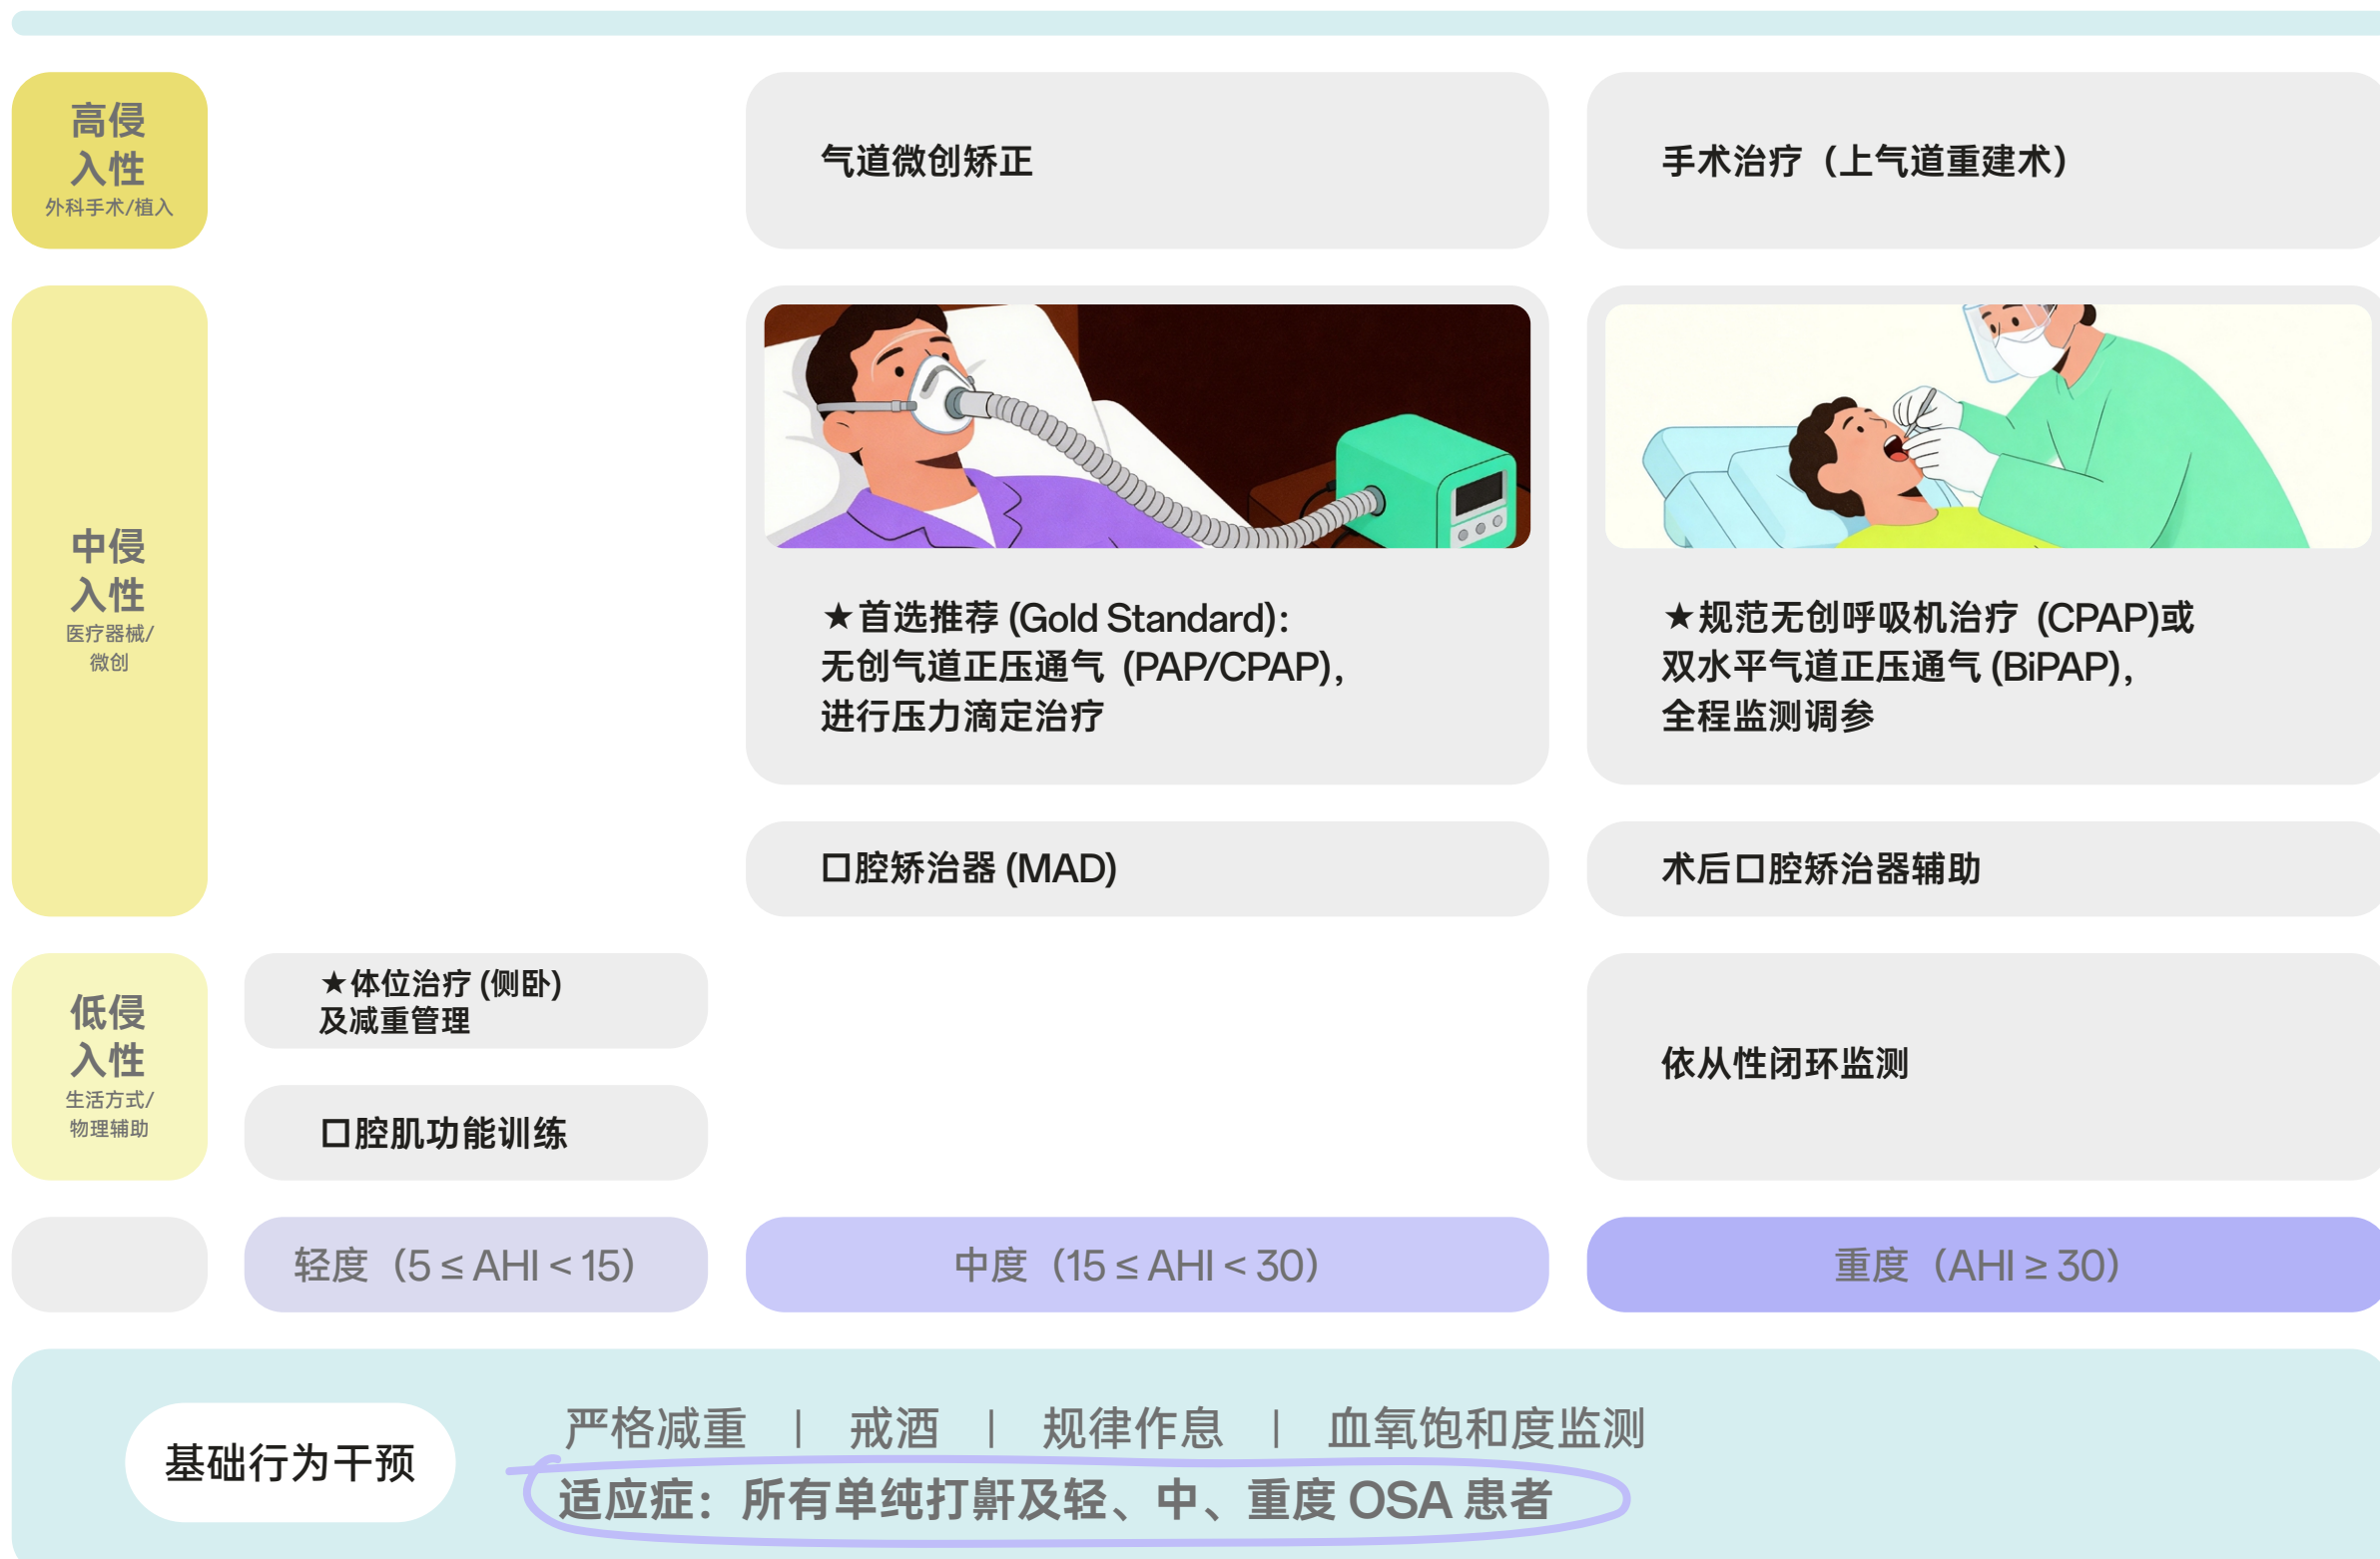 高侵
入性
外科手术/植入
气道微创矫正
手术治疗（上气道重建术）
中侵
入性
医疗器械/
微创
★首选推荐 (Gold Standard)：
无创气道正压通气 (PAP/CPAP)，
进行压力滴定治疗
★规范无创呼吸机治疗 (CPAP)或
双水平气道正压通气 (BiPAP)，
全程监测调参
口腔矫治器 (MAD)
术后口腔矫治器辅助
低侵
入性
生活方式/
物理辅助
★体位治疗 (侧卧)
及减重管理
口腔肌功能训练
依从性闭环监测
轻度（5 ≤ AHI < 15）
中度（15 ≤ AHI < 30）
重度（AHI ≥ 30）
基础行为干预
严格减重 | 戒酒 | 规律作息 | 血氧饱和度监测
适应症：所有单纯打鼾及轻、中、重度 OSA 患者